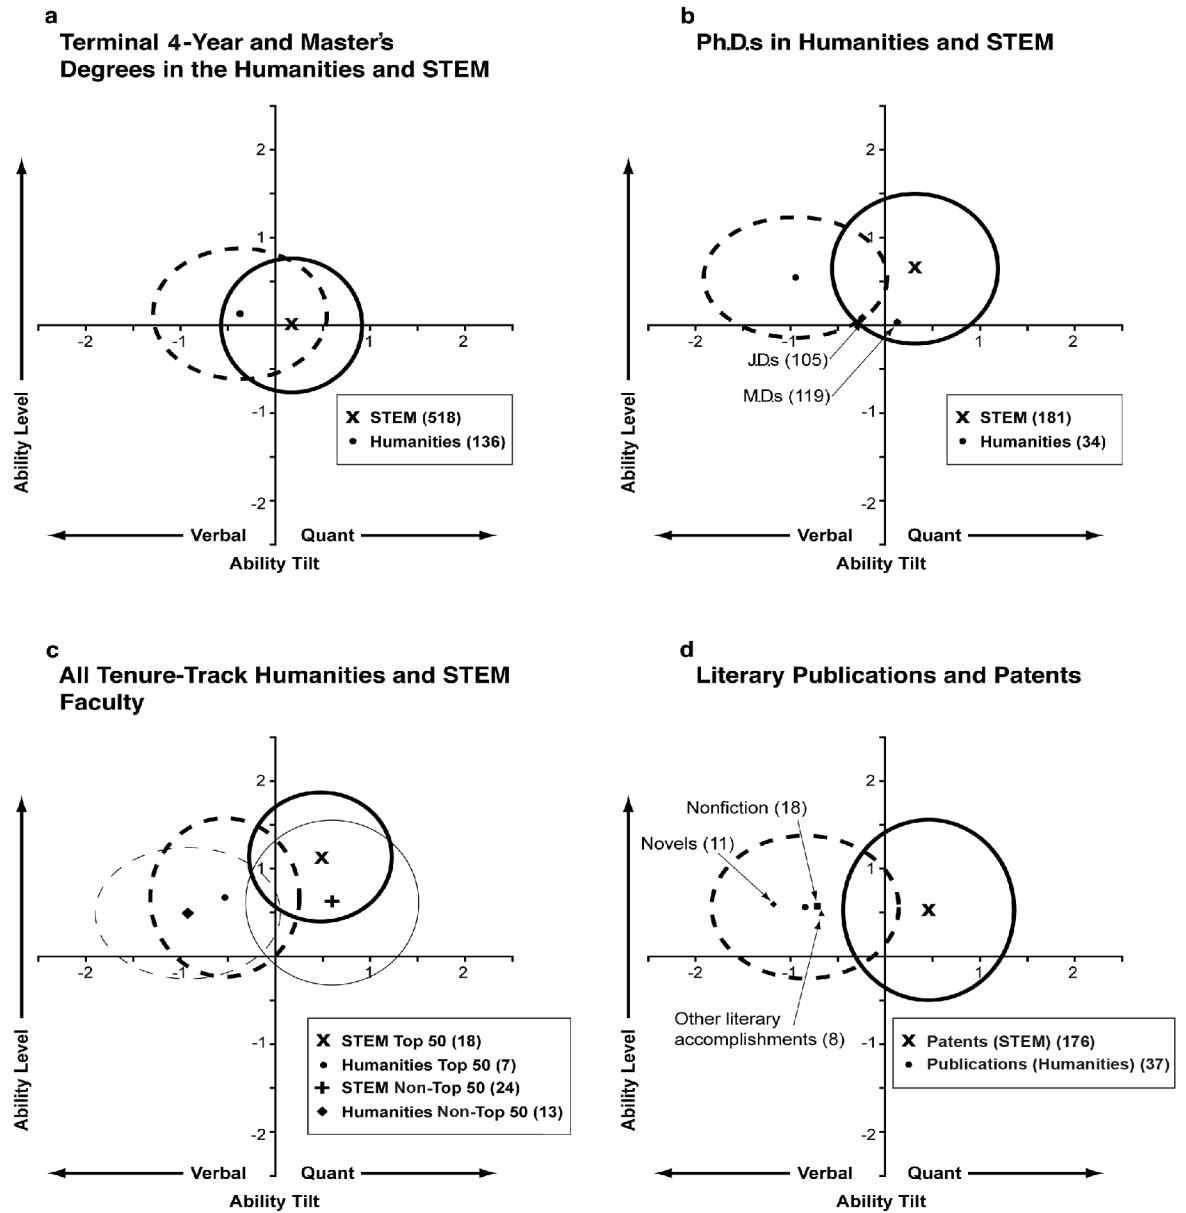 a
Terminal 4-Year and Master's
Degrees in the Humanities and STEM
2
1
-2
-1
1
2
-1
-2
Ability Level
X STEM (518)
• Humanities (136)
Verbal
Quant
Ability Tilt
b
Ph.D.s in Humanities and STEM
2
1
-2
-1
1
2
J.D.s (105)
M.D.s (119)
-1
-2
Ability Level
X STEM (181)
• Humanities (34)
Verbal
Quant
Ability Tilt
c
All Tenure-Track Humanities and STEM
Faculty
2
1
-2
-1
1
2
-1
-2
Ability Level
X STEM Top 50 (18)
• Humanities Top 50 (7)
+ STEM Non-Top 50 (24)
◆ Humanities Non-Top 50 (13)
Verbal
Quant
Ability Tilt
d
Literary Publications and Patents
2
Nonfiction (18)
Novels (11)
1
-2
-1
1
2
Other literary
accomplishments (8)
-1
-2
Ability Level
X Patents (STEM) (176)
• Publications (Humanities) (37)
Verbal
Quant
Ability Tilt